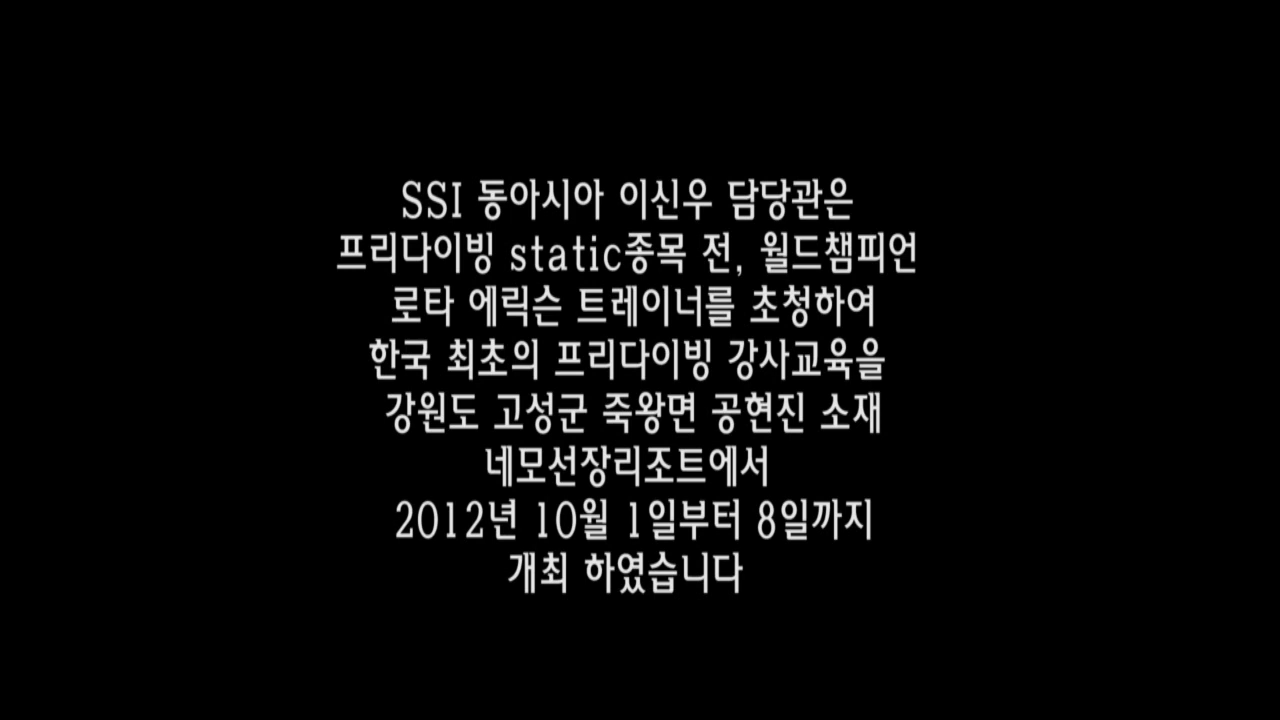 SSI 동아시아 이신우 담당관은
프리다이빙 static종목 전, 월드챔피언
로타 에릭슨 트레이너를 초청하여
한국 최초의 프리다이빙 강사교육을
강원도 고성군 죽왕면 공현진 소재
네모선장리조트에서
2012년 10월 1일부터 8일까지
개최 하였습니다